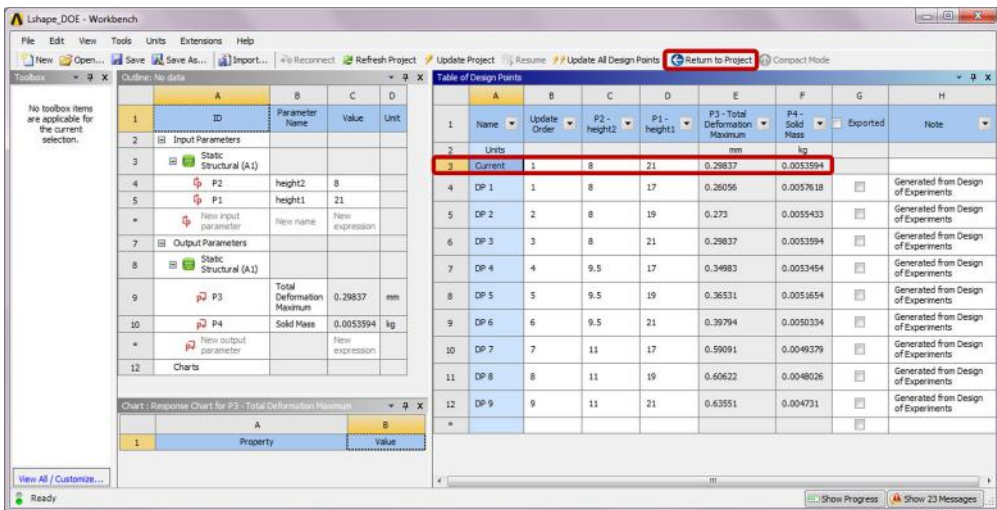 Lshape_DOE - Workbench
File Edit View Tools Units Extensions Help
New Open... Save Save As... Import... Reconnect Refresh Project Update Project Resume Update All Design Points Return to Project Compact Mode
Toolbox
No toolbox items
are applicable for
the current
selection.
View All / Customize...
Outline: No data
A B C D
1 ID Parameter Name Value Unit
2 Input Parameters
3 Static Structural (A1)
4 P2 height2 8
5 P1 height1 21
* New input parameter New name New expression
7 Output Parameters
8 Static Structural (A1)
9 P3 Total Deformation Maximum 0.29837 mm
10 P4 Solid Mass 0.0053594 kg
* New output parameter New expression
12 Charts
Chart : Response Chart for P3 - Total Deformation Maximum
A B
1 Property Value
Table of Design Points
A B C D E F G H
1 Name Update Order P2 - height2 P1 - height1 P3 - Total Deformation Maximum P4 - Solid Mass Exported Note
2 Units mm kg
3 Current 1 8 21 0.29837 0.0053594
4 DP 1 1 8 17 0.26056 0.0057618 Generated from Design of Experiments
5 DP 2 2 8 19 0.273 0.0055433 Generated from Design of Experiments
6 DP 3 3 8 21 0.29837 0.0053594 Generated from Design of Experiments
7 DP 4 4 9.5 17 0.34983 0.0053454 Generated from Design of Experiments
8 DP 5 5 9.5 19 0.36531 0.0051654 Generated from Design of Experiments
9 DP 6 6 9.5 21 0.39794 0.0050334 Generated from Design of Experiments
10 DP 7 7 11 17 0.59091 0.0049379 Generated from Design of Experiments
11 DP 8 8 11 19 0.60622 0.0048026 Generated from Design of Experiments
12 DP 9 9 11 21 0.63551 0.004731 Generated from Design of Experiments
*
Ready
Show Progress Show 23 Messages